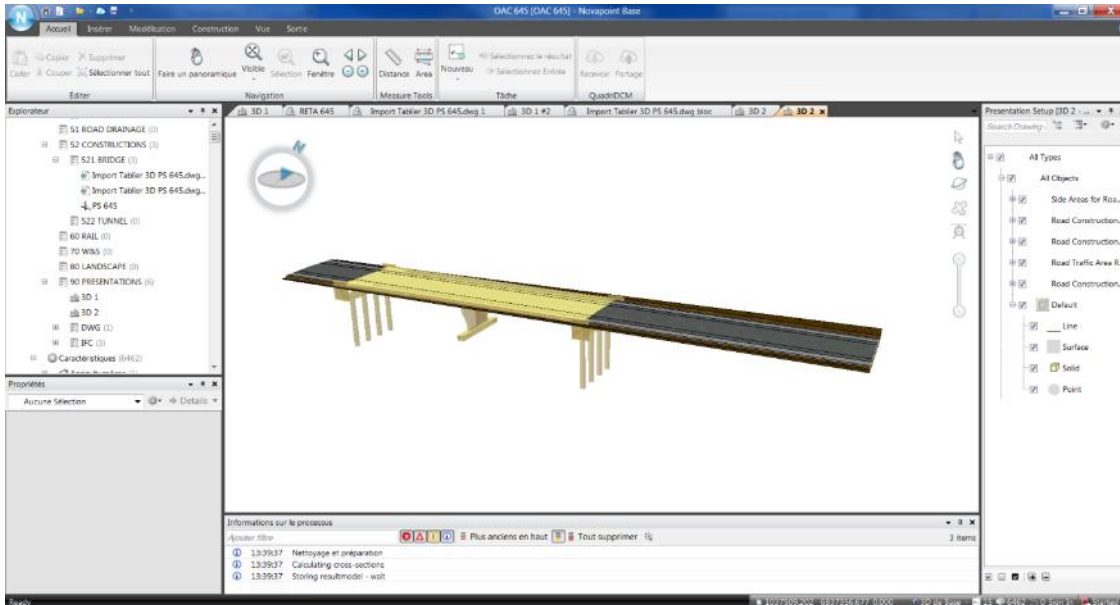 OAC 645 [OAC 645] - Novapoint Base
Accueil Insérer Modélisation Construction Vue Sortie
Copier Supprimer
Coller Couper Sélectionner tout
Faire un panoramique
Visible Sélection Fenêtre
Distance Area
Nouveau
Sélectionnez le résultat
Sélectionnez Entrée
Recevoir Partage
Editer Navigation Measure Tools Tâche QuadriDCM
Explorateur
3D 1 RETA 645 Import Tablier 3D PS 645.dwg 1 3D 1 #2 Import Tablier 3D PS 645.dwg bloc 3D 2 3D 2
Presentation Setup [3D 2 - ...
Search Drawing
51 ROAD DRAINAGE (0)
52 CONSTRUCTIONS (3)
521 BRIDGE (3)
Import Tablier 3D PS 645.dwg...
Import Tablier 3D PS 645.dwg...
PS 645
522 TUNNEL (0)
60 RAIL (0)
70 W&S (0)
80 LANDSCAPE (0)
90 PRESENTATIONS (6)
3D 1
3D 2
DWG (1)
IFC (3)
Caractéristiques (6462)
N
All Types
All Objects
Side Areas for Roa...
Road Construction...
Road Construction...
Road Traffic Area R...
Road Construction...
Default
Line
Surface
Solid
Point
Propriétés
Aucune Sélection Details
Informations sur le processus
Ajouter filtre Plus anciens en haut Tout supprimer 3 items
13:39:37 Nettoyage et préparation
13:39:37 Calculating cross-sections
13:39:37 Storing resultmodel - wait
Ready